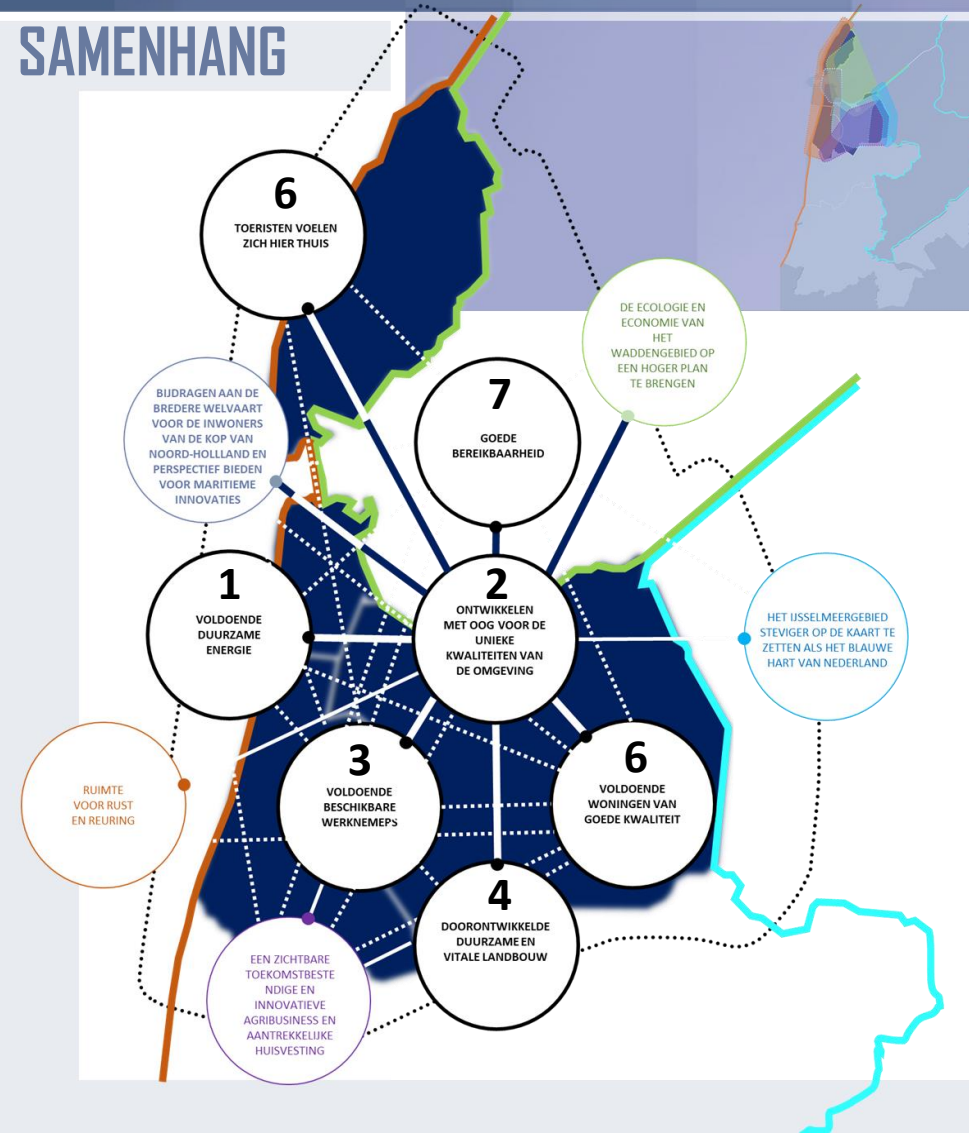 SAMENHANG
6
TOERISTEN VOELEN
ZICH HIER THUIS
DE ECOLOGIE EN
ECONOMIE VAN
HET
WADDENGEBIED OP
EEN HOGER PLAN
TE BRENGEN
BIJDRAGEN AAN DE
BREDERE WELVAART
VOOR DE INWONERS
VAN DE KOP VAN
NOORD-HOLLLAND EN
PERSPECTIEF BIEDEN
VOOR MARITIEME
INNOVATIES
7
GOEDE
BEREIKBAARHEID
1
VOLDOENDE
DUURZAME
ENERGIE
2
ONTWIKKELEN
MET OOG VOOR DE
UNIEKE
KWALITEITEN VAN
DE OMGEVING
HET IJSSELMEERGEBIED
STEVIGER OP DE KAART TE
ZETTEN ALS HET BLAUWE
HART VAN NEDERLAND
RUIMTE
VOOR RUST
EN REURING
3
VOLDOENDE
BESCHIKBARE
WERKNEMEPS
6
VOLDOENDE
WONINGEN VAN
GOEDE KWALITEIT
4
DOORONTWIKKELDE
DUURZAME EN
VITALE LANDBOUW
EEN ZICHTBARE
TOEKOMSTBESTE
NDIGE EN
INNOVATIEVE
AGRIBUSINESS EN
AANTREKKELIJKE
HUISVESTING